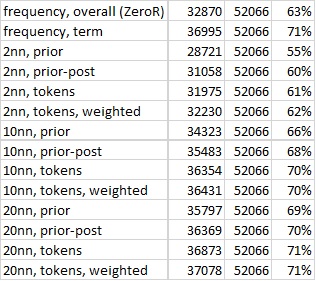 frequency, overall (ZeroR) 32870 52066 63%
frequency, term 36995 52066 71%
2nn, prior 28721 52066 55%
2nn, prior-post 31058 52066 60%
2nn, tokens 31975 52066 61%
2nn, tokens, weighted 32230 52066 62%
10nn, prior 34323 52066 66%
10nn, prior-post 35483 52066 68%
10nn, tokens 36354 52066 70%
10nn, tokens, weighted 36431 52066 70%
20nn, prior 35797 52066 69%
20nn, prior-post 36369 52066 70%
20nn, tokens 36873 52066 71%
20nn, tokens, weighted 37078 52066 71%